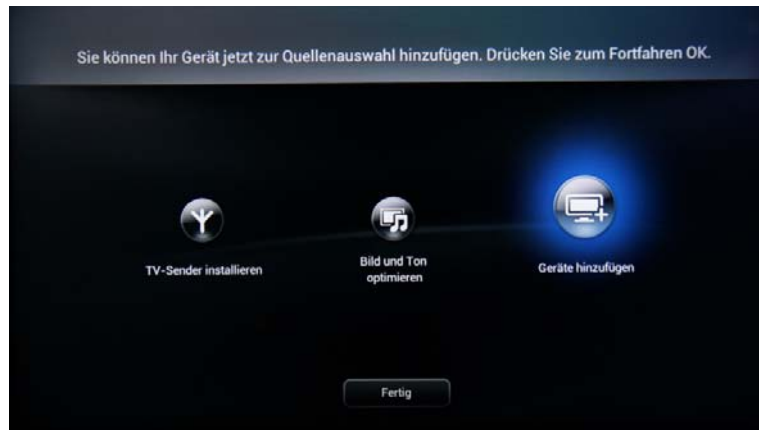 Sie können Ihr Gerät jetzt zur Quellenauswahl hinzufügen. Drücken Sie zum Fortfahren OK.
TV-Sender installieren
Bild und Ton
optimieren
Geräte hinzufügen
Fertig